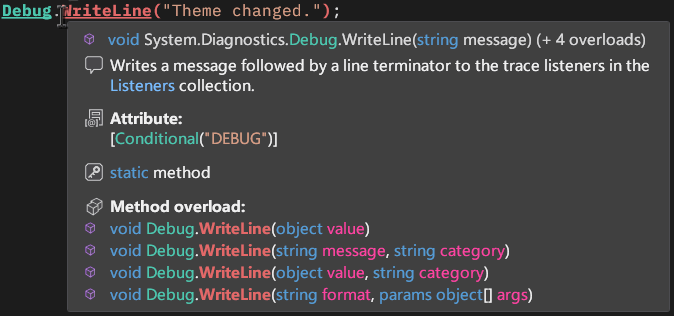 Debug.WriteLine("Theme changed.");
void System.Diagnostics.Debug.WriteLine(string message) (+ 4 overloads)
Writes a message followed by a line terminator to the trace listeners in the
Listeners collection.
Attribute:
[Conditional("DEBUG")]
static method
Method overload:
void Debug.WriteLine(object value)
void Debug.WriteLine(string message, string category)
void Debug.WriteLine(object value, string category)
void Debug.WriteLine(string format, params object[] args)